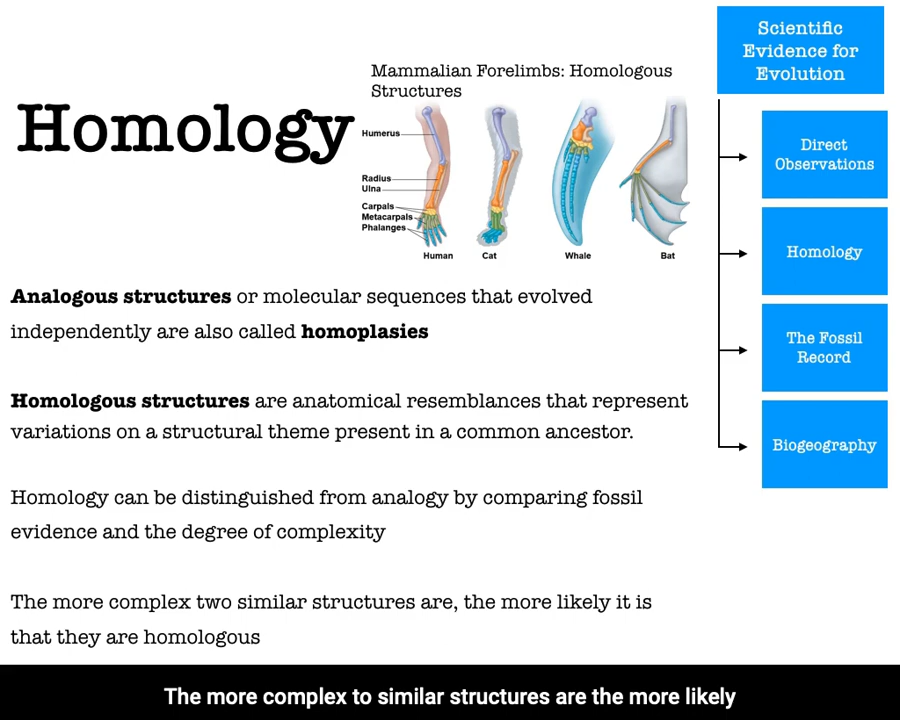 Homology
Mammalian Forelimbs: Homologous
Structures
Humerus
Radius
Ulna
Carpals
Metacarpals
Phalanges
Human
Cat
Whale
Bat
Analogous structures or molecular sequences that evolved
independently are also called homoplasies
Homologous structures are anatomical resemblances that represent
variations on a structural theme present in a common ancestor.
Homology can be distinguished from analogy by comparing fossil
evidence and the degree of complexity
The more complex two similar structures are, the more likely it is
that they are homologous
Scientific
Evidence for
Evolution
Direct
Observations
Homology
The Fossil
Record
Biogeography
The more complex to similar structures are the more likely